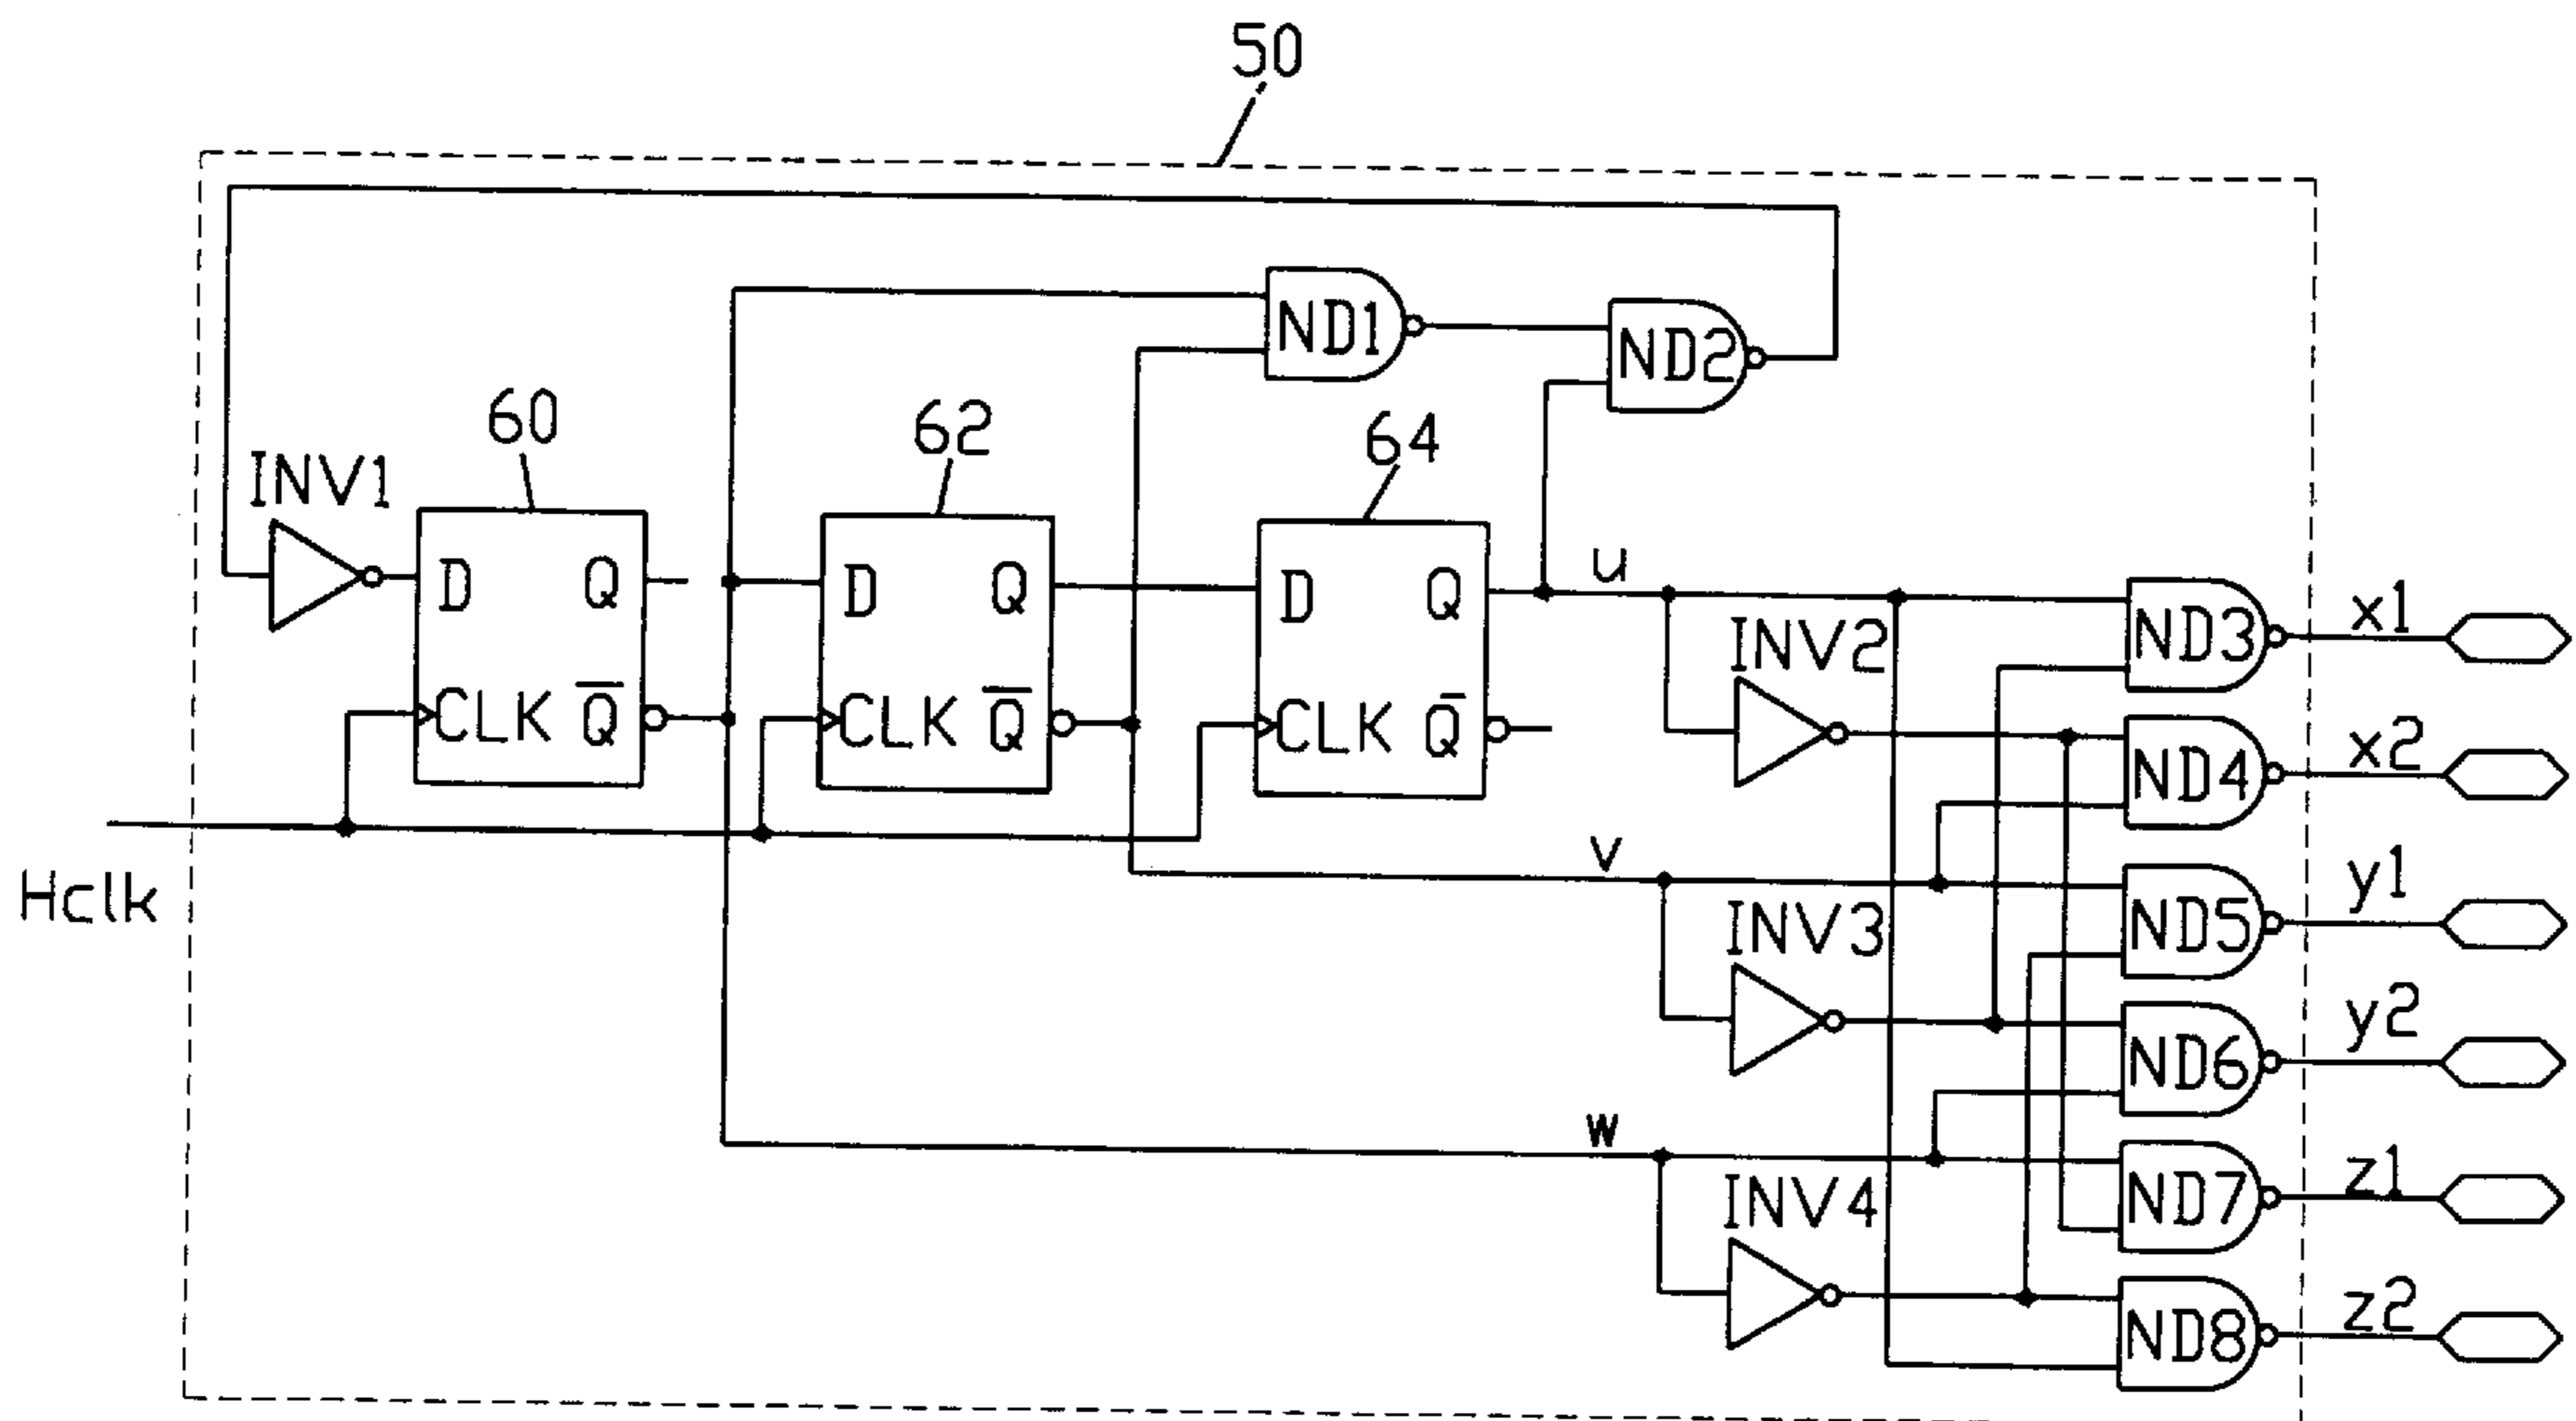 50
ND1
ND2
60
62
64
INV1
D Q
CLK Q̅
D Q
CLK Q̅
D Q
CLK Q̅
u
INV2
ND3
x1
ND4
x2
Hclk
v
INV3
ND5
y1
ND6
y2
w
INV4
ND7
z1
ND8
z2